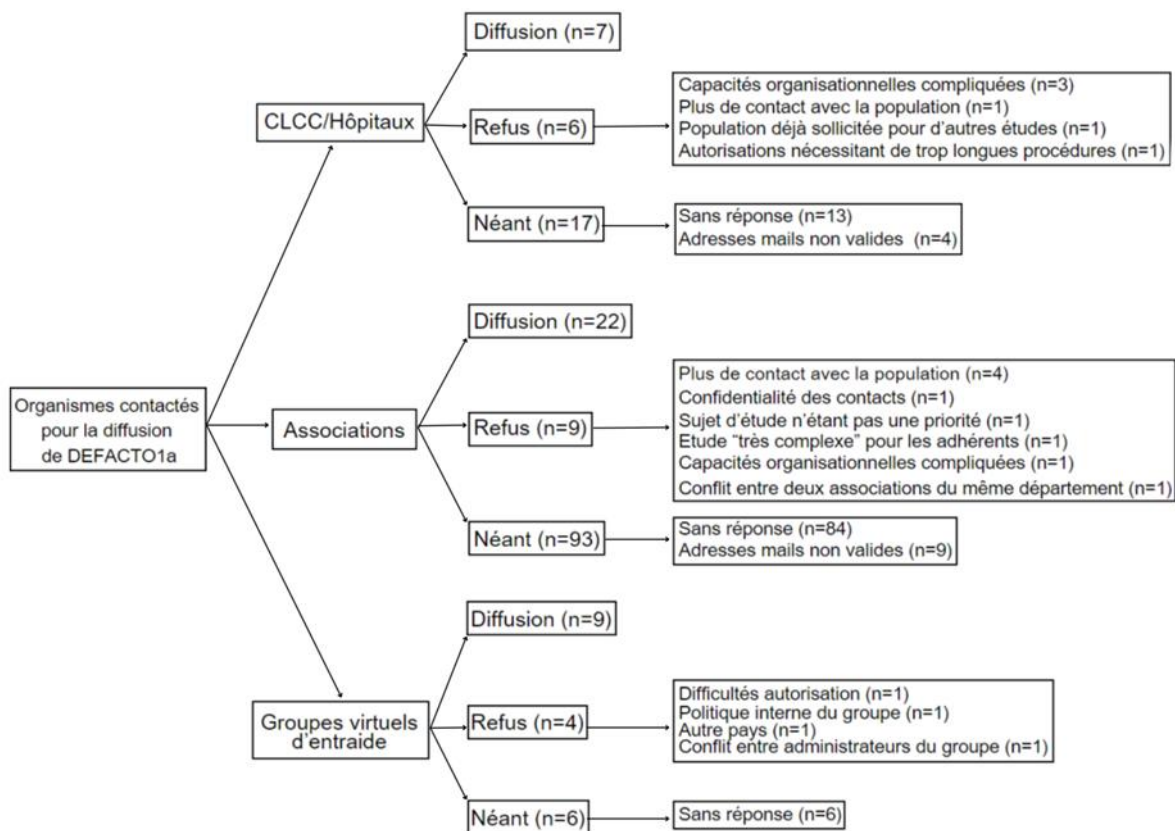 Organismes contactés
pour la diffusion
de DEFACTO1a
CLCC/Hôpitaux
Diffusion (n=7)
Refus (n=6)
Capacités organisationnelles compliquées (n=3)
Plus de contact avec la population (n=1)
Population déjà sollicitée pour d'autres études (n=1)
Autorisations nécessitant de trop longues procédures (n=1)
Néant (n=17)
Sans réponse (n=13)
Adresses mails non valides (n=4)
Associations
Diffusion (n=22)
Refus (n=9)
Plus de contact avec la population (n=4)
Confidentialité des contacts (n=1)
Sujet d'étude n'étant pas une priorité (n=1)
Etude “très complexe” pour les adhérents (n=1)
Capacités organisationnelles compliquées (n=1)
Conflit entre deux associations du même département (n=1)
Néant (n=93)
Sans réponse (n=84)
Adresses mails non valides (n=9)
Groupes virtuels
d'entraide
Diffusion (n=9)
Refus (n=4)
Difficultés autorisation (n=1)
Politique interne du groupe (n=1)
Autre pays (n=1)
Conflit entre administrateurs du groupe (n=1)
Néant (n=6)
Sans réponse (n=6)